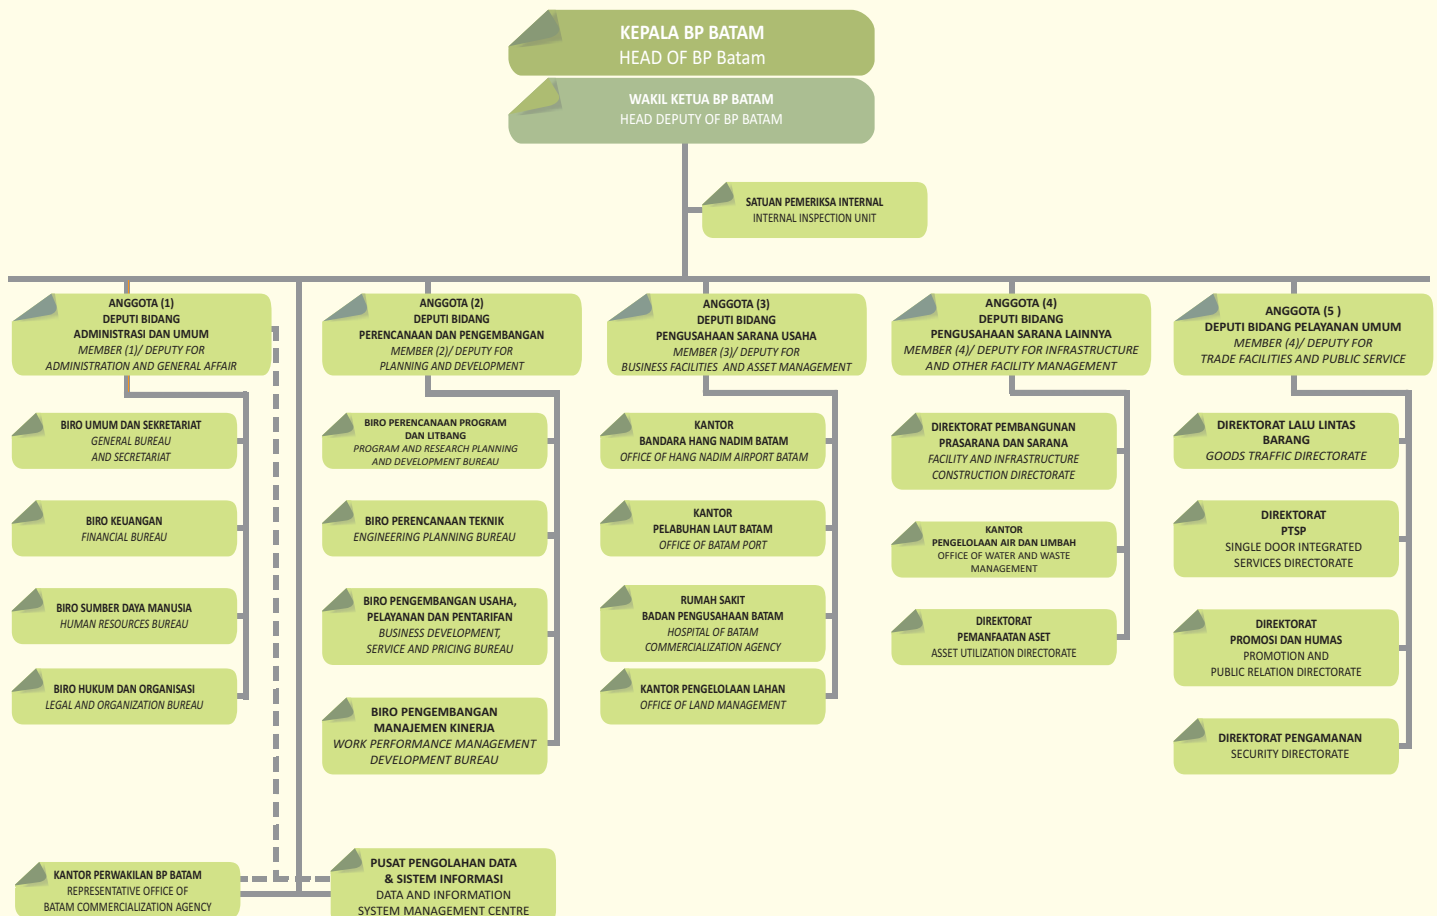 KEPALA BP BATAM
HEAD OF BP Batam
WAKIL KETUA BP BATAM
HEAD DEPUTY OF BP BATAM
SATUAN PEMERIKSA INTERNAL
INTERNAL INSPECTION UNIT
ANGGOTA (1)
DEPUTI BIDANG
ADMINISTRASI DAN UMUM
MEMBER (1)/ DEPUTY FOR
ADMINISTRATION AND GENERAL AFFAIR
BIRO UMUM DAN SEKRETARIAT
GENERAL BUREAU
AND SECRETARIAT
BIRO KEUANGAN
FINANCIAL BUREAU
BIRO SUMBER DAYA MANUSIA
HUMAN RESOURCES BUREAU
BIRO HUKUM DAN ORGANISASI
LEGAL AND ORGANIZATION BUREAU
ANGGOTA (2)
DEPUTI BIDANG
PERENCANAAN DAN PENGEMBANGAN
MEMBER (2)/ DEPUTY FOR
PLANNING AND DEVELOPMENT
BIRO PERENCANAAN PROGRAM
DAN LITBANG
PROGRAM AND RESEARCH PLANNING
AND DEVELOPMENT BUREAU
BIRO PERENCANAAN TEKNIK
ENGINEERING PLANNING BUREAU
BIRO PENGEMBANGAN USAHA,
PELAYANAN DAN PENTARIFAN
BUSINESS DEVELOPMENT,
SERVICE AND PRICING BUREAU
BIRO PENGEMBANGAN
MANAJEMEN KINERJA
WORK PERFORMANCE MANAGEMENT
DEVELOPMENT BUREAU
ANGGOTA (3)
DEPUTI BIDANG
PENGUSAHAAN SARANA USAHA
MEMBER (3)/ DEPUTY FOR
BUSINESS FACILITIES AND ASSET MANAGEMENT
KANTOR
BANDARA HANG NADIM BATAM
OFFICE OF HANG NADIM AIRPORT BATAM
KANTOR
PELABUHAN LAUT BATAM
OFFICE OF BATAM PORT
RUMAH SAKIT
BADAN PENGUSAHAAN BATAM
HOSPITAL OF BATAM
COMMERCIALIZATION AGENCY
KANTOR PENGELOLAAN LAHAN
OFFICE OF LAND MANAGEMENT
ANGGOTA (4)
DEPUTI BIDANG
PENGUSAHAAN SARANA LAINNYA
MEMBER (4)/ DEPUTY FOR INFRASTRUCTURE
AND OTHER FACILITY MANAGEMENT
DIREKTORAT PEMBANGUNAN
PRASARANA DAN SARANA
FACILITY AND INFRASTRUCTURE
CONSTRUCTION DIRECTORATE
KANTOR
PENGELOLAAN AIR DAN LIMBAH
OFFICE OF WATER AND WASTE
MANAGEMENT
DIREKTORAT
PEMANFAATAN ASET
ASSET UTILIZATION DIRECTORATE
ANGGOTA (5 )
DEPUTI BIDANG PELAYANAN UMUM
MEMBER (4)/ DEPUTY FOR
TRADE FACILITIES AND PUBLIC SERVICE
DIREKTORAT LALU LINTAS
BARANG
GOODS TRAFFIC DIRECTORATE
DIREKTORAT
PTSP
SINGLE DOOR INTEGRATED
SERVICES DIRECTORATE
DIREKTORAT
PROMOSI DAN HUMAS
PROMOTION AND
PUBLIC RELATION DIRECTORATE
DIREKTORAT PENGAMANAN
SECURITY DIRECTORATE
KANTOR PERWAKILAN BP BATAM
REPRESENTATIVE OFFICE OF
BATAM COMMERCIALIZATION AGENCY
PUSAT PENGOLAHAN DATA
& SISTEM INFORMASI
DATA AND INFORMATION
SYSTEM MANAGEMENT CENTRE